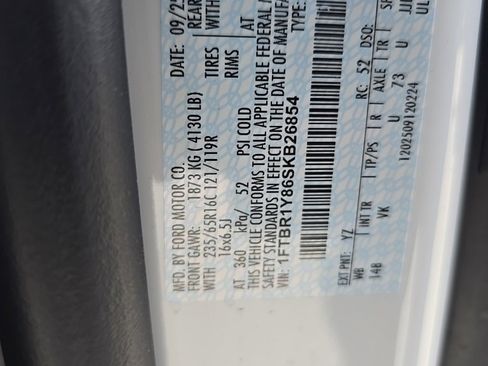 MFD. BY FORD MOTOR CO.
DATE: 09/2
FRONT GAWR: 1873 KG ( 4130 LB)
REAR
WITH 235/65R16C 121/119R TIRES
16x6.5J RIMS
AT 360 kPa/ 52 PSI COLD AT
THIS VEHICLE CONFORMS TO ALL APPLICABLE FEDERAL
SAFETY STANDARDS IN EFFECT ON THE DATE OF MANUFA
VIN: 1FTBR1Y86SKB26854
TYPE:
EXT PNT: YZ RC: 52 DSO:
WB INT TR TP/PS R AXLE TR SP
148 VK U 73 U JJ
1202509120224 UL